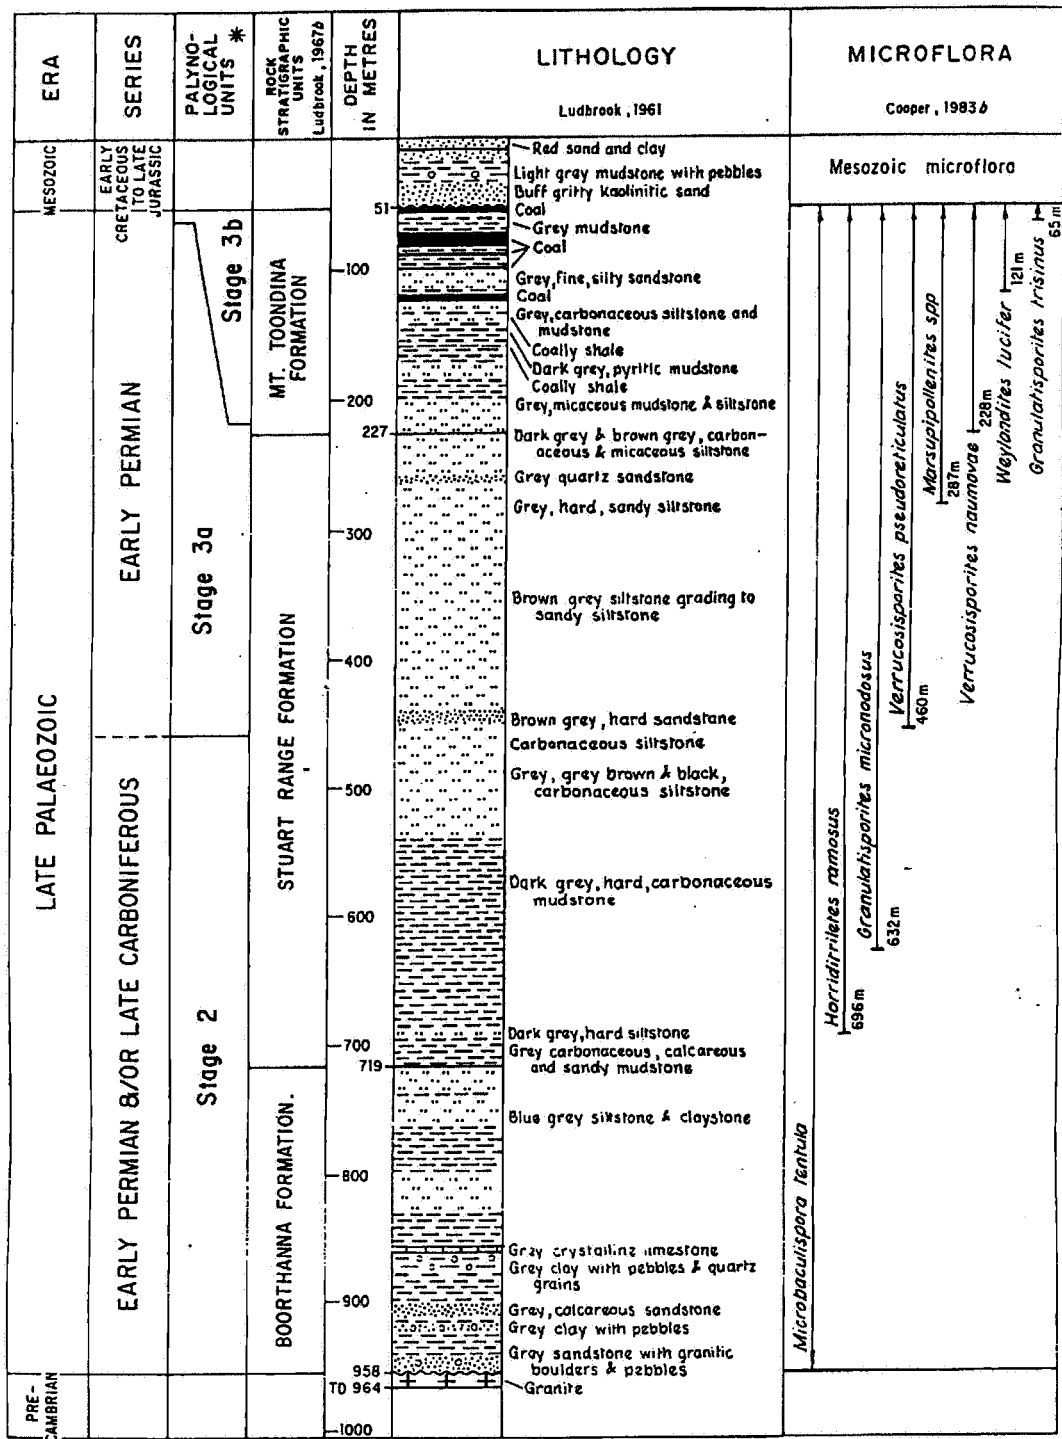 ERA
SERIES
PALYNO-
LOGICAL
UNITS *
ROCK
STRATIGRAPHIC
UNITS
Ludbrook, 1967b
DEPTH
IN METRES
LITHOLOGY
Ludbrook, 1961
MICROFLORA
Cooper, 1983b
MESOZOIC
EARLY
CRETACEOUS
TO LATE
JURASSIC
LATE PALAEOZOIC
PRE-
CAMBRIAN
EARLY PERMIAN
EARLY PERMIAN &/OR LATE CARBONIFEROUS
Stage 3b
Stage 3a
Stage 2
MT. TOONDINA
FORMATION
STUART RANGE FORMATION
BOORTHANNA FORMATION.
51
100
200
227
300
400
500
600
700
719
800
900
958
TD 964
1000
Red sand and clay
Light grey mudstone with pebbles
Buff gritty kaolinitic sand
Coal
Grey mudstone
Coal
Grey, fine, silty sandstone
Coal
Grey, carbonaceous siltstone and
mudstone
Coally shale
Dark grey, pyritic mudstone
Coally shale
Grey, micaceous mudstone & siltstone
Dark grey & brown grey, carbon-
aceous & micaceous siltstone
Grey quartz sandstone
Grey, hard, sandy siltstone
Brown grey siltstone grading to
sandy siltstone
Brown grey, hard sandstone
Carbonaceous siltstone
Grey, grey brown & black,
carbonaceous siltstone
Dark grey, hard, carbonaceous
mudstone
Dark grey, hard siltstone
Grey carbonaceous, calcareous
and sandy mudstone
Blue grey siltstone & claystone
Grey crystalline limestone
Grey clay with pebbles & quartz
grains
Grey, calcareous sandstone
Grey clay with pebbles
Grey sandstone with granitic
boulders & pebbles
Granite
Mesozoic microflora
Microbaculispora tentula
Horridirriletes ramosus
696m
Granulatisporites micronodosus
632m
Verrucosisporites pseudoreticulatus
460m
Marsupipollenites spp
287m
Verrucosisporites naumovae
228m
Weylandites lucifer
121m
Granulatisporites trisinus
65m